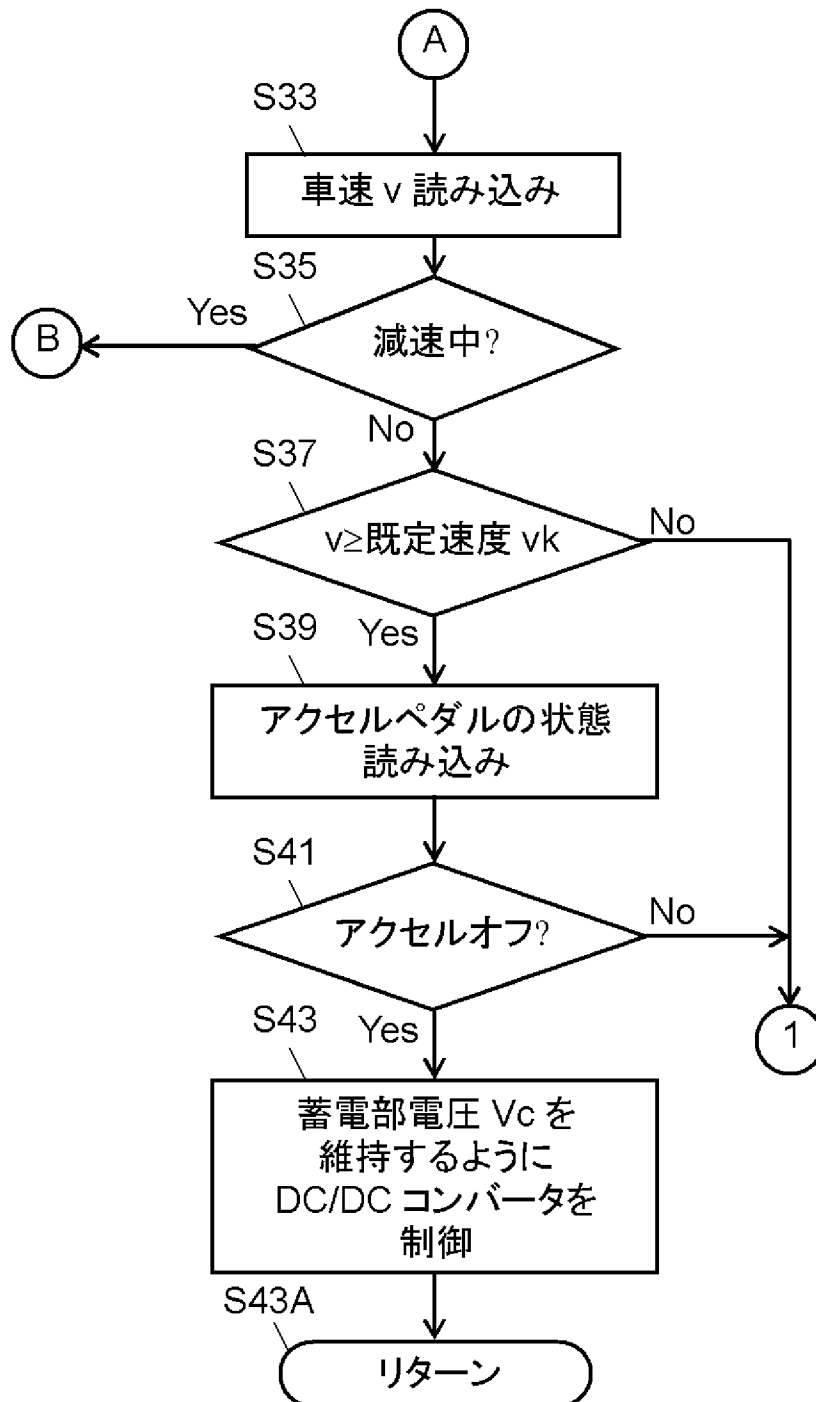 A
S33
車速 v 読み込み
S35
Yes
減速中?
B
No
S37
v≥既定速度 vk
No
Yes
S39
アクセルペダルの状態
読み込み
S41
アクセルオフ?
No
1
Yes
S43
蓄電部電圧 Vc を
維持するように
DC/DC コンバータを
制御
S43A
リターン